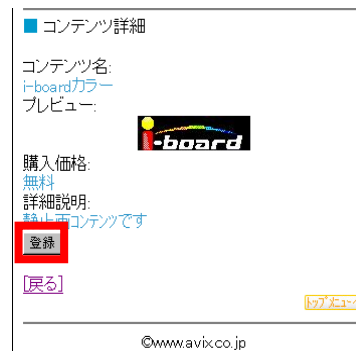 コンテンツ詳細
コンテンツ名:
i-boardカラー
プレビュー:
i-board
購入価格:
無料
詳細説明:
静止画コンテンツです
登録
[戻る]
トップメニューへ
©www.avix.co.jp